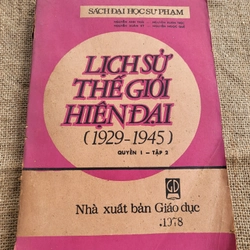 SÁCH ĐẠI HỌC SƯ PHẠM
LỊCH SỬ
THẾ GIỚI
HIỆN ĐẠI
(1929-1945)
QUYỂN I - TẬP 2
GD
Nhà xuất bản Giáo dục
1978